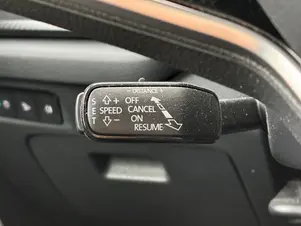 - DISTANCE +
S ⇧+ OFF
E SPEED CANCEL
T ⇩- ON
RESUME